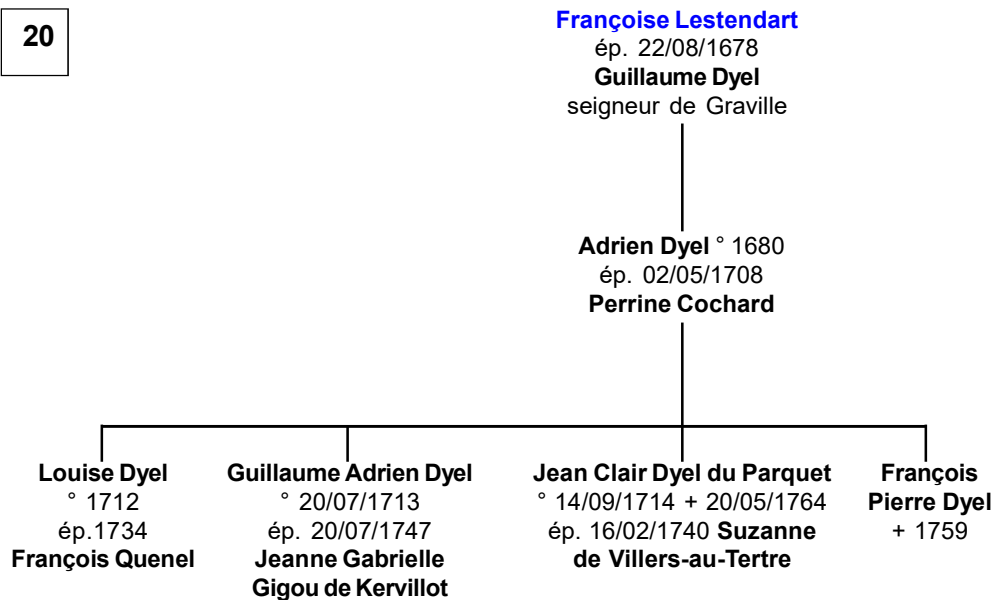 20
Françoise Lestendart
ép. 22/08/1678
Guillaume Dyel
seigneur de Graville
Adrien Dyel ° 1680
ép. 02/05/1708
Perrine Cochard
Louise Dyel
° 1712
ép.1734
François Quenel
Guillaume Adrien Dyel
° 20/07/1713
ép. 20/07/1747
Jeanne Gabrielle
Gigou de Kervillot
Jean Clair Dyel du Parquet
° 14/09/1714 + 20/05/1764
ép. 16/02/1740 Suzanne
de Villers-au-Tertre
François
Pierre Dyel
+ 1759